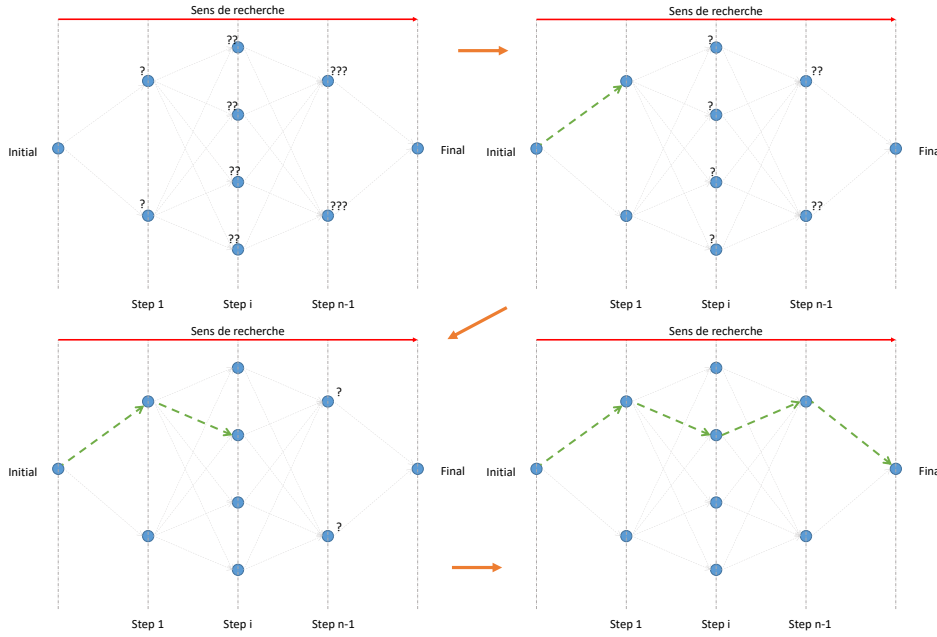 Sens de recherche
??
? ???
??
Initial Final
??
? ???
??
Step 1 Step i Step n-1
Sens de recherche
?
??
?
Initial Fina
?
??
?
Step 1 Step i Step n-1
Sens de recherche
?
Initial Final
?
Step 1 Step i Step n-1
Sens de recherche
Initial Fina
Step 1 Step i Step n-1